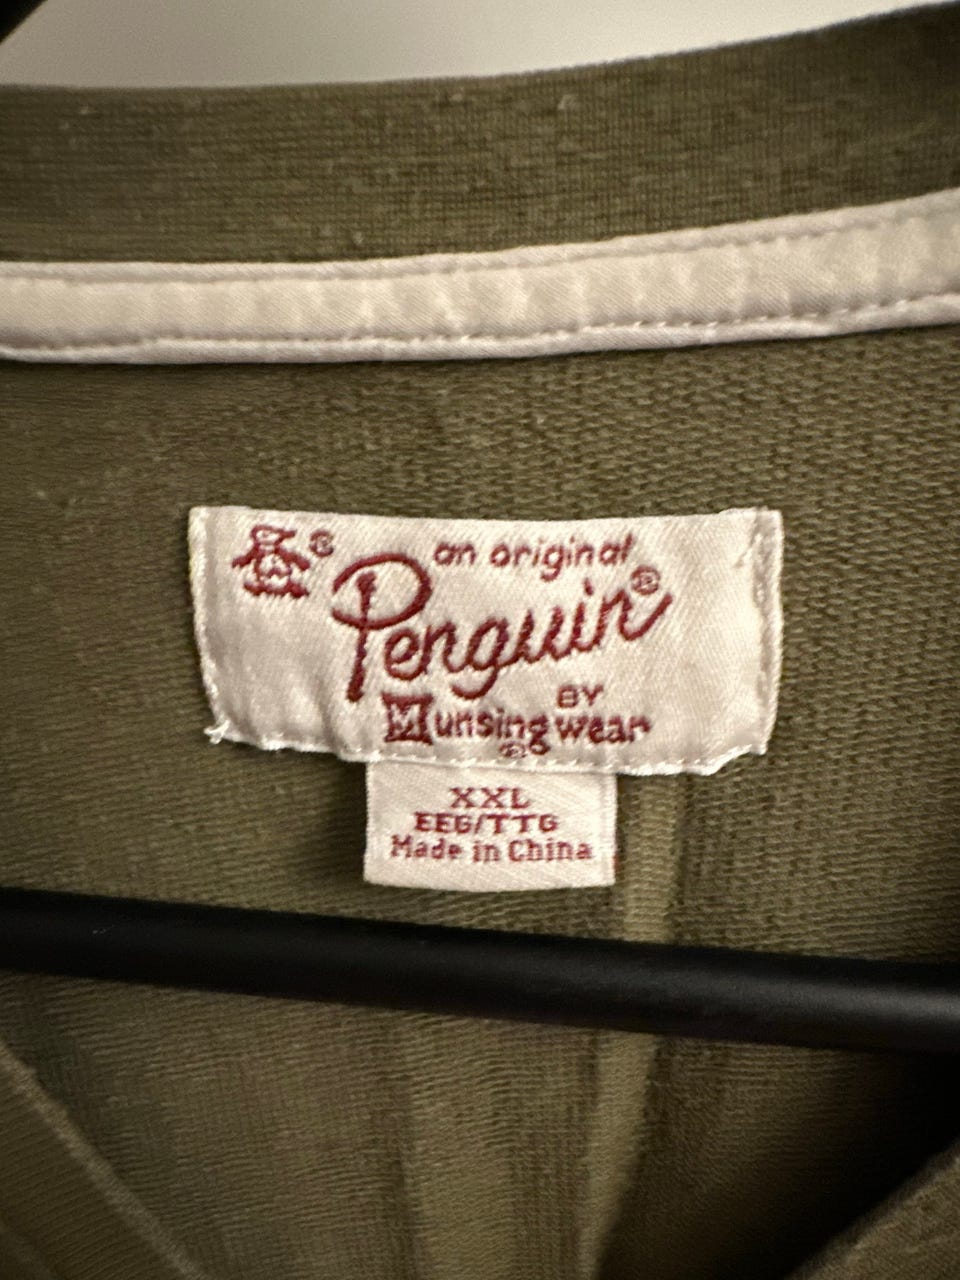 ®
an original
Penguin®
BY
Munsingwear
®
XXL
EEG/TTG
Made in China